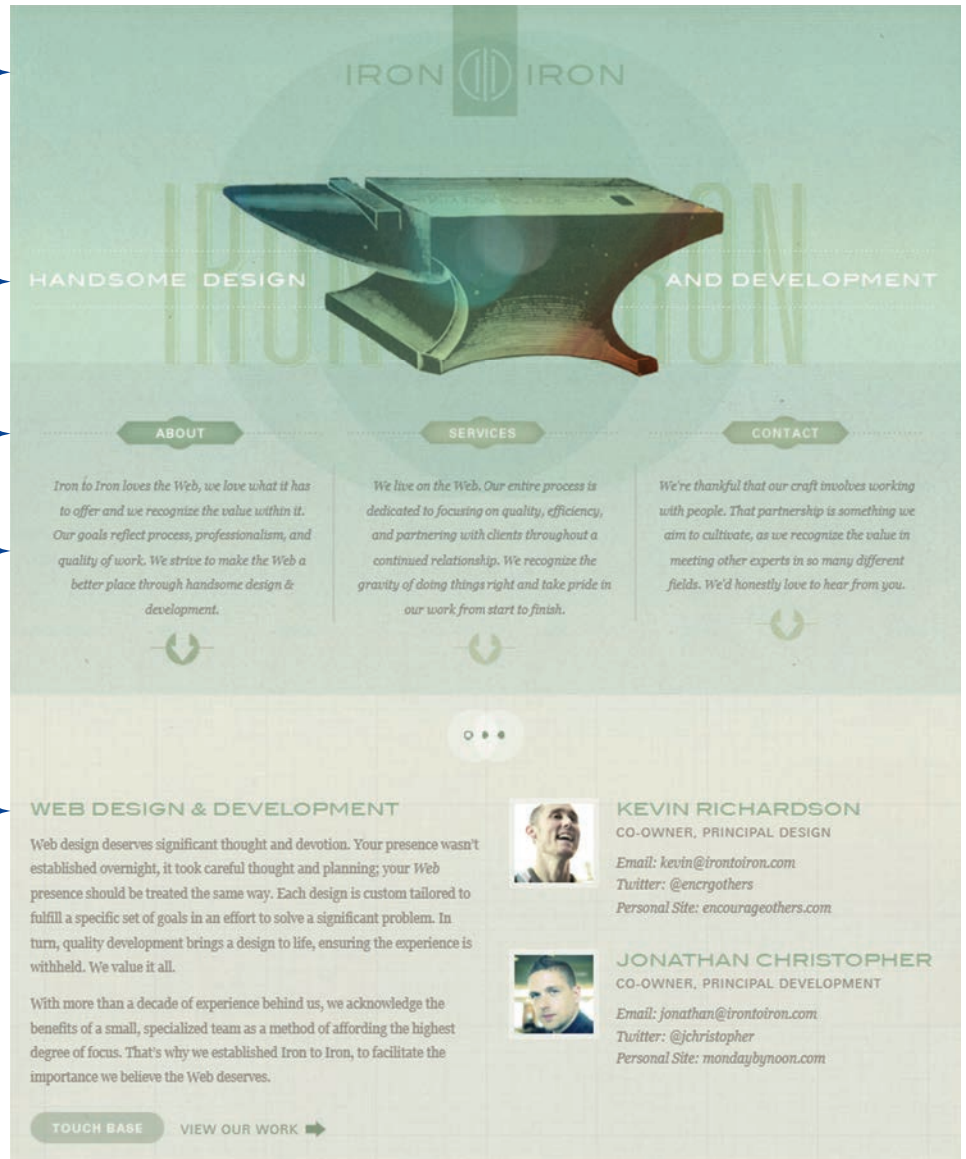 IRON IRON
IRON IRON
HANDSOME DESIGN AND DEVELOPMENT
ABOUT
Iron to Iron loves the Web, we love what it has
to offer and we recognize the value within it.
Our goals reflect process, professionalism, and
quality of work. We strive to make the Web a
better place through handsome design &
development.
SERVICES
We live on the Web. Our entire process is
dedicated to focusing on quality, efficiency,
and partnering with clients throughout a
continued relationship. We recognize the
gravity of doing things right and take pride in
our work from start to finish.
CONTACT
We're thankful that our craft involves working
with people. That partnership is something we
aim to cultivate, as we recognize the value in
meeting other experts in so many different
fields. We'd honestly love to hear from you.
WEB DESIGN & DEVELOPMENT
Web design deserves significant thought and devotion. Your presence wasn't
established overnight, it took careful thought and planning; your Web
presence should be treated the same way. Each design is custom tailored to
fulfill a specific set of goals in an effort to solve a significant problem. In
turn, quality development brings a design to life, ensuring the experience is
withheld. We value it all.
With more than a decade of experience behind us, we acknowledge the
benefits of a small, specialized team as a method of affording the highest
degree of focus. That's why we established Iron to Iron, to facilitate the
importance we believe the Web deserves.
TOUCH BASE VIEW OUR WORK
KEVIN RICHARDSON
CO-OWNER, PRINCIPAL DESIGN
Email: kevin@irontoiron.com
Twitter: @encrgothers
Personal Site: encourageothers.com
JONATHAN CHRISTOPHER
CO-OWNER, PRINCIPAL DEVELOPMENT
Email: jonathan@irontoiron.com
Twitter: @jchristopher
Personal Site: mondaybynoon.com